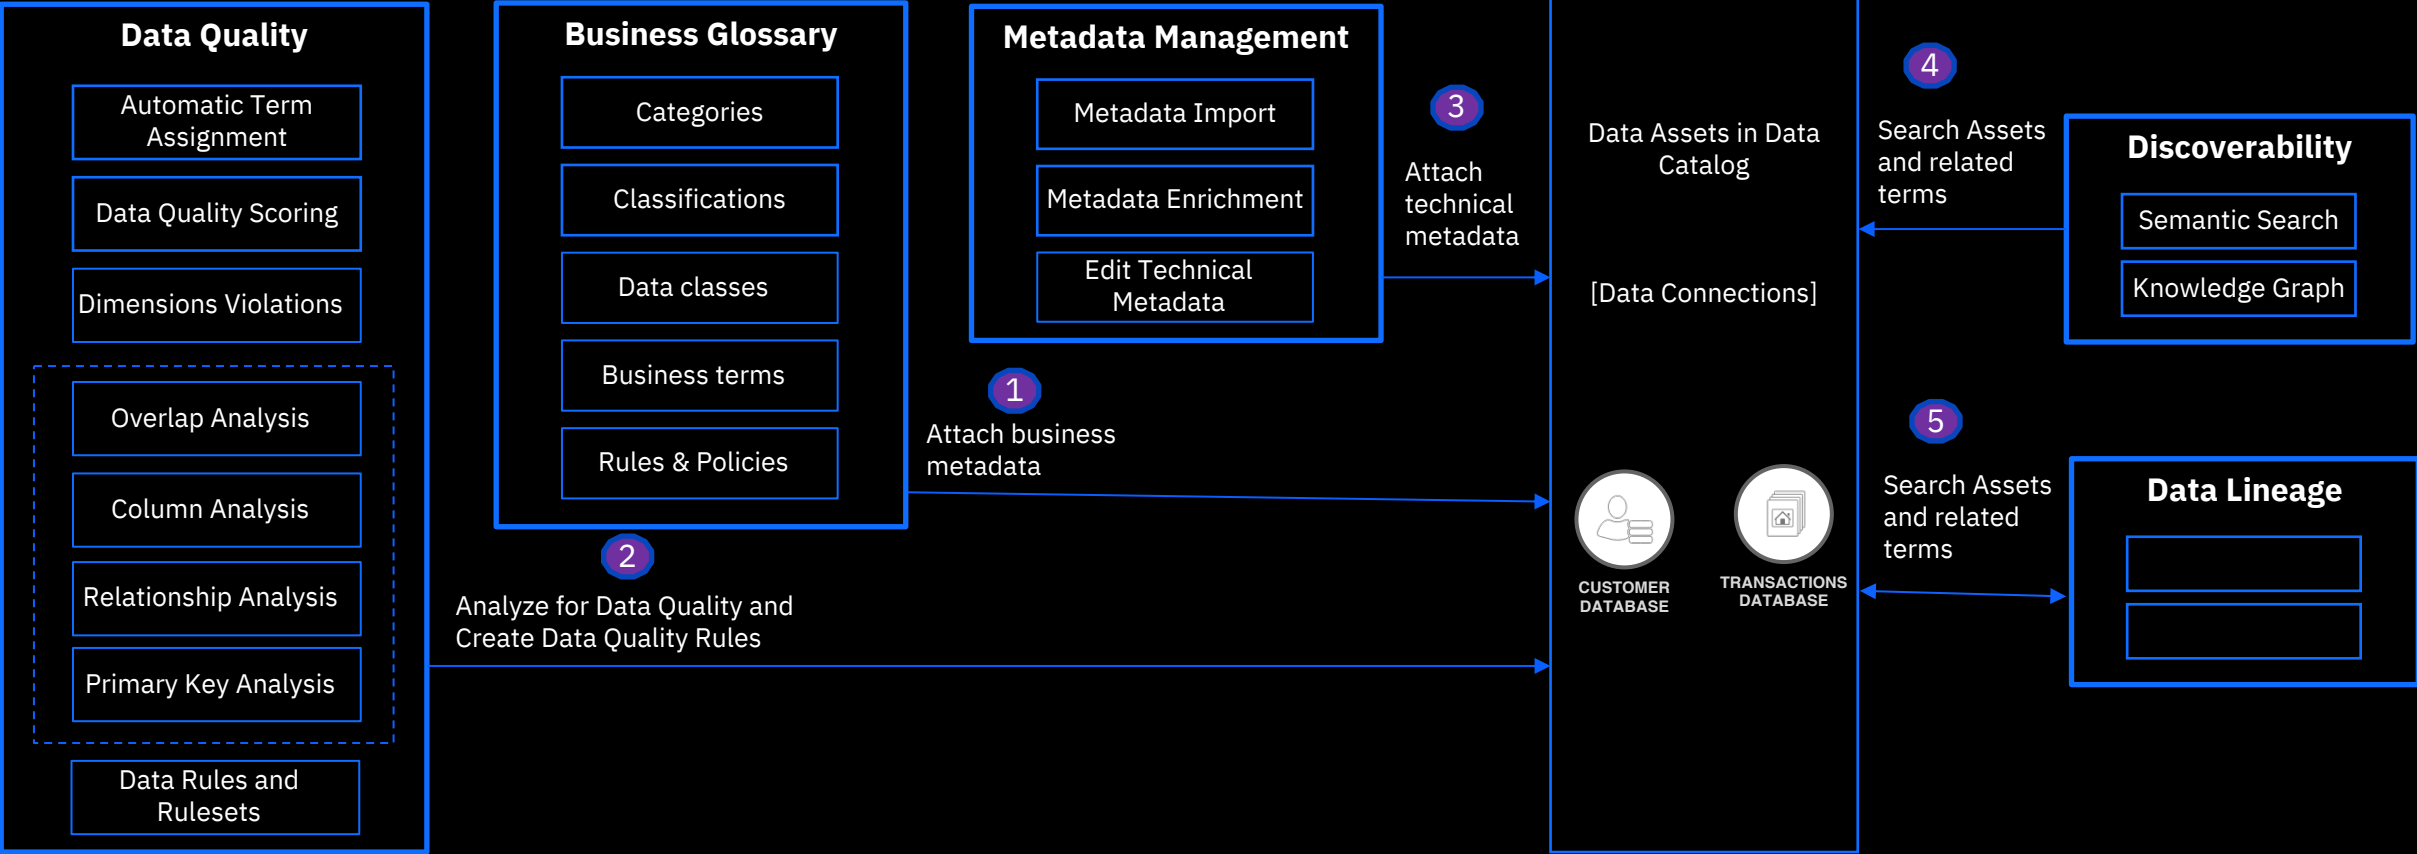 Data Quality
Automatic Term
Assignment
Data Quality Scoring
Dimensions Violations
Overlap Analysis
Column Analysis
Relationship Analysis
Primary Key Analysis
Data Rules and
Rulesets
Business Glossary
Categories
Classifications
Data classes
Business terms
Rules & Policies
2
Analyze for Data Quality and
Create Data Quality Rules
Metadata Management
Metadata Import
Metadata Enrichment
Edit Technical
Metadata
1
Attach business
metadata
3
Attach
technical
metadata
Data Assets in Data
Catalog
[Data Connections]
CUSTOMER
DATABASE
TRANSACTIONS
DATABASE
4
Search Assets
and related
terms
Discoverability
Semantic Search
Knowledge Graph
5
Search Assets
and related
terms
Data Lineage